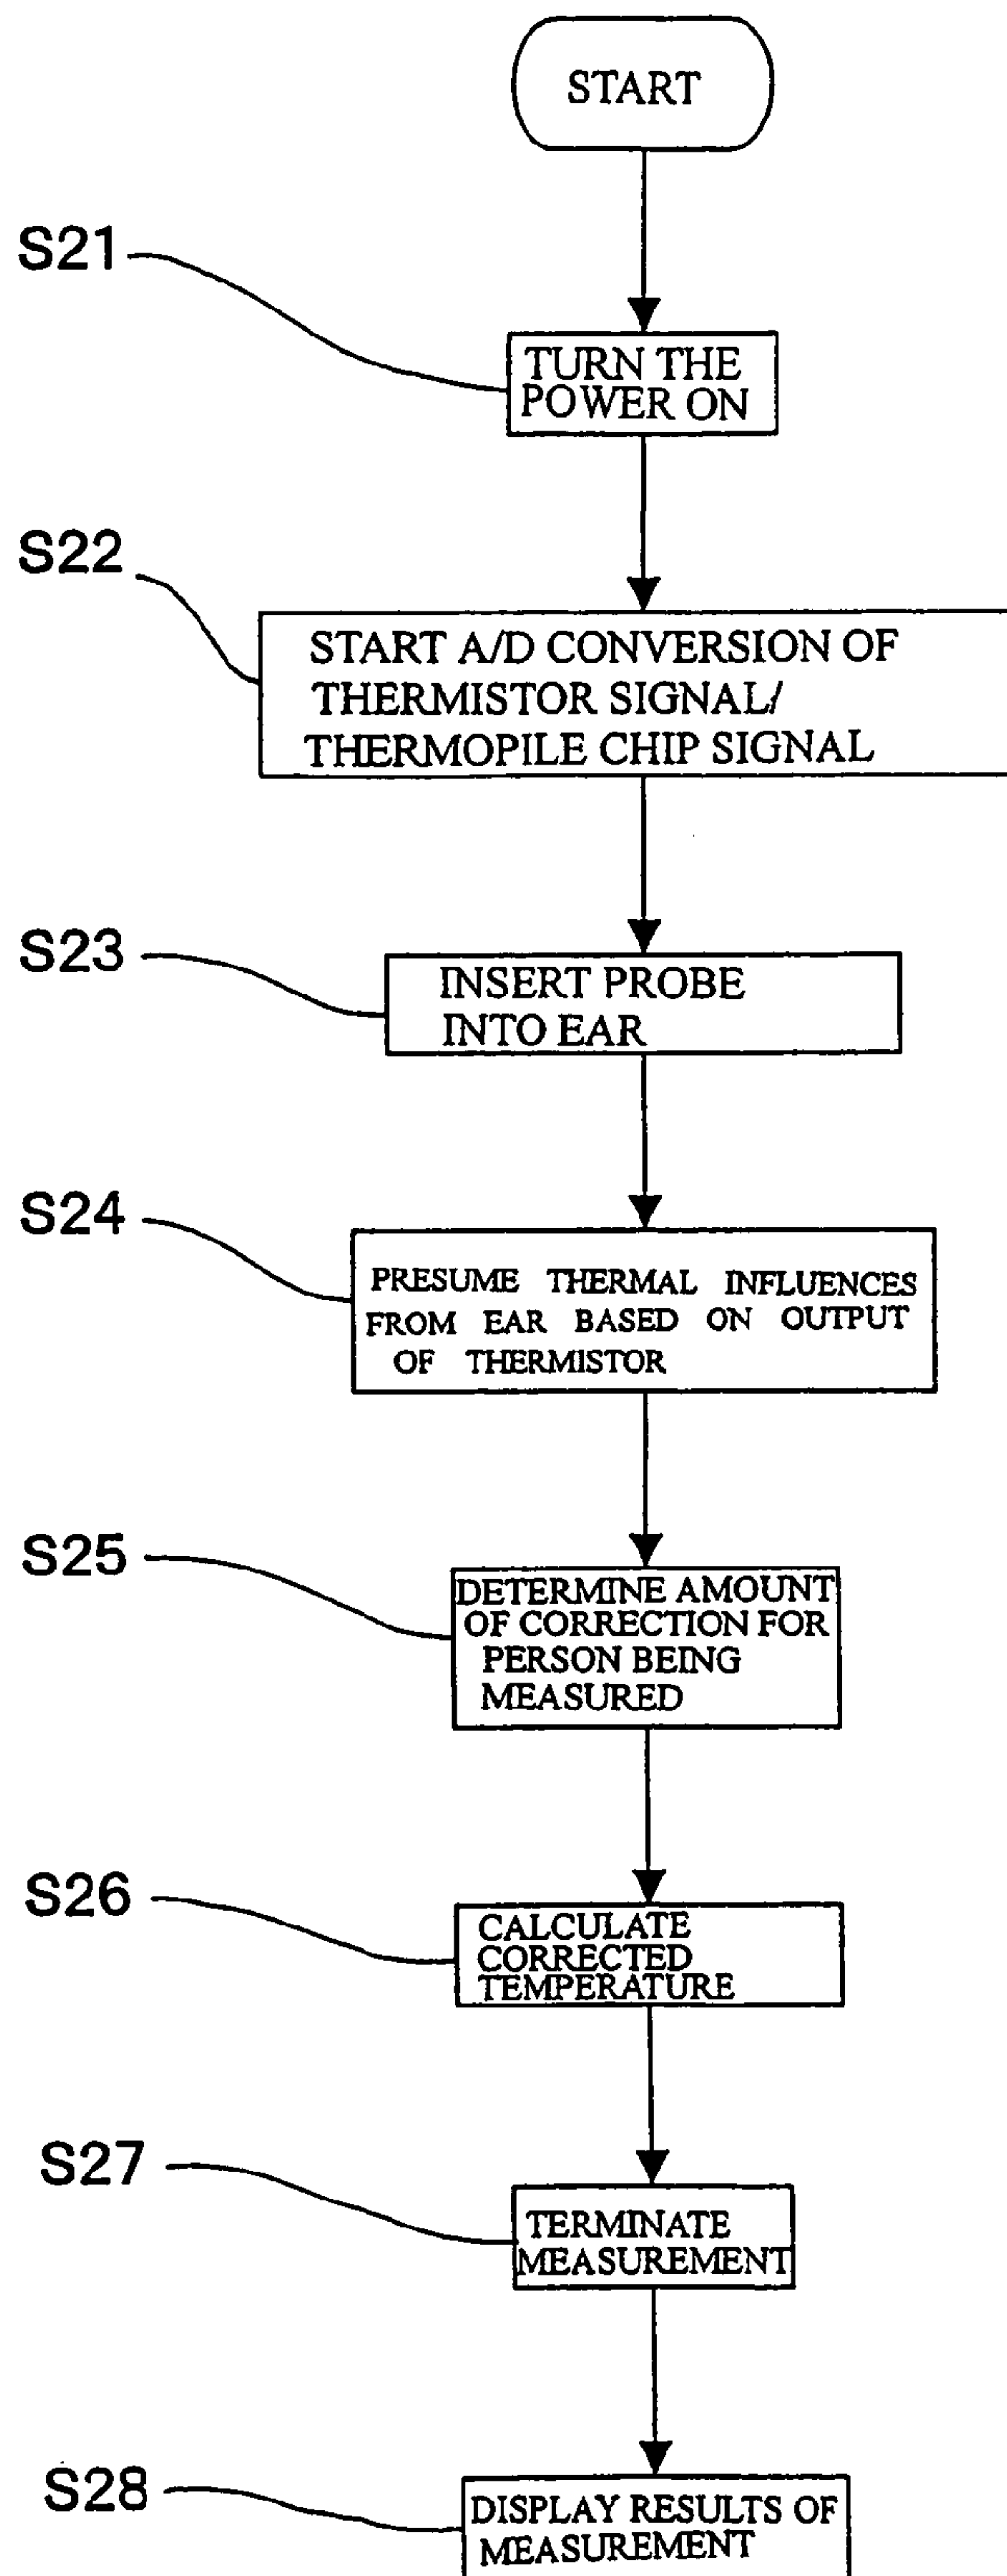 START
S21
TURN THE
POWER ON
S22
START A/D CONVERSION OF
THERMISTOR SIGNAL/
THERMOPILE CHIP SIGNAL
S23
INSERT PROBE
INTO EAR
S24
PRESUME THERMAL INFLUENCES
FROM EAR BASED ON OUTPUT
OF THERMISTOR
S25
DETERMINE AMOUNT
OF CORRECTION FOR
PERSON BEING
MEASURED
S26
CALCULATE
CORRECTED
TEMPERATURE
S27
TERMINATE
MEASUREMENT
S28
DISPLAY RESULTS OF
MEASUREMENT